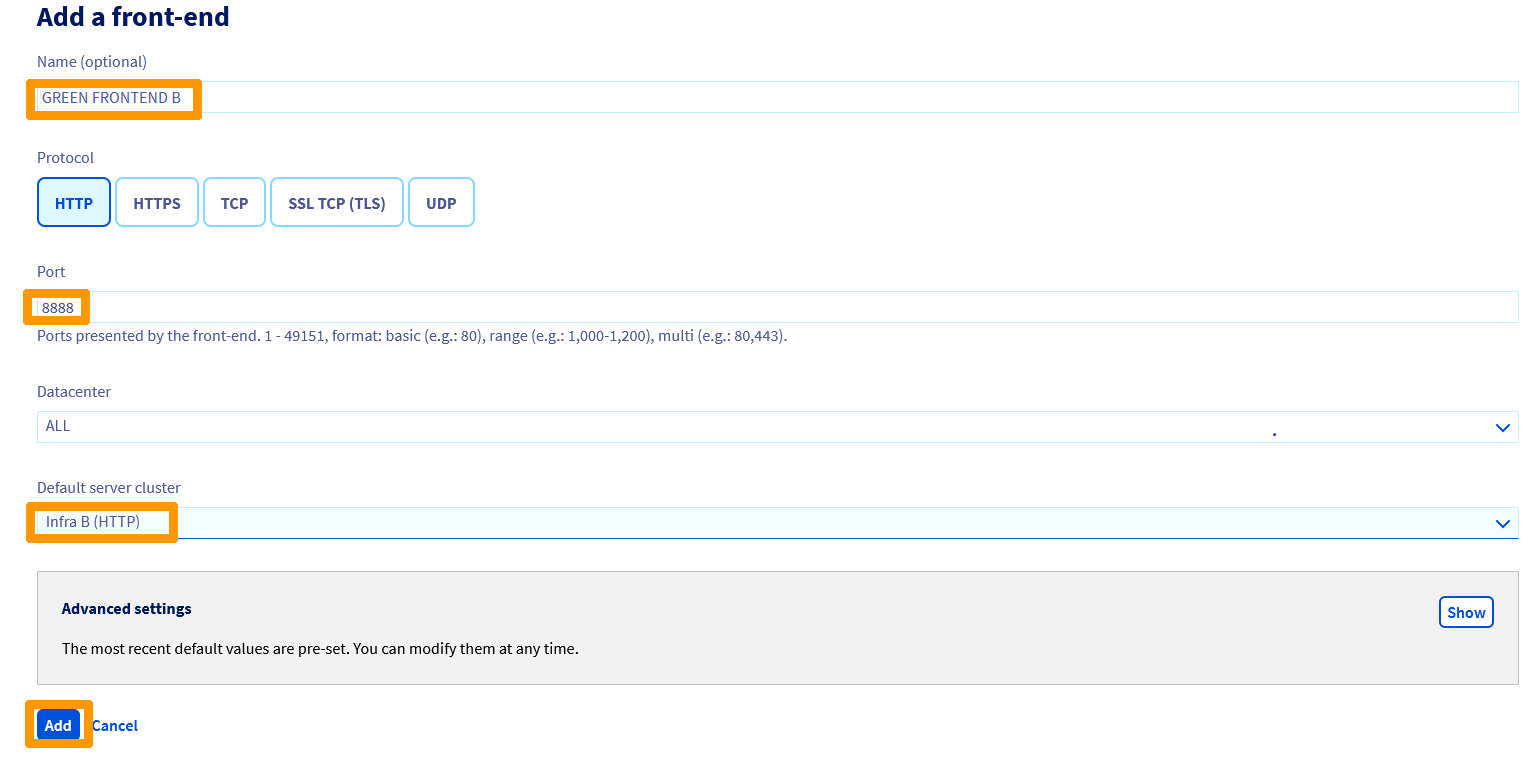 Add a front-end
Name (optional)
GREEN FRONTEND B
Protocol
HTTP HTTPS TCP SSL TCP (TLS) UDP
Port
8888
Ports presented by the front-end. 1 - 49151, format: basic (e.g.: 80), range (e.g.: 1,000-1,200), multi (e.g.: 80,443).
Datacenter
ALL
Default server cluster
Infra B (HTTP)
Advanced settings
Show
The most recent default values are pre-set. You can modify them at any time.
Add Cancel